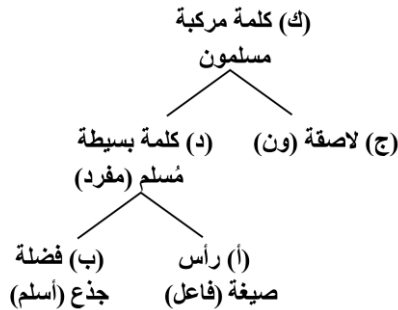 (ك) كلمة مركبة
مسلمون
(ج) لاصقة (ون)
(د) كلمة بسيطة
مُسلم (مفرد)
(أ) رأس
صيغة (فاعل)
(ب) فضلة
جذع (أسلم)